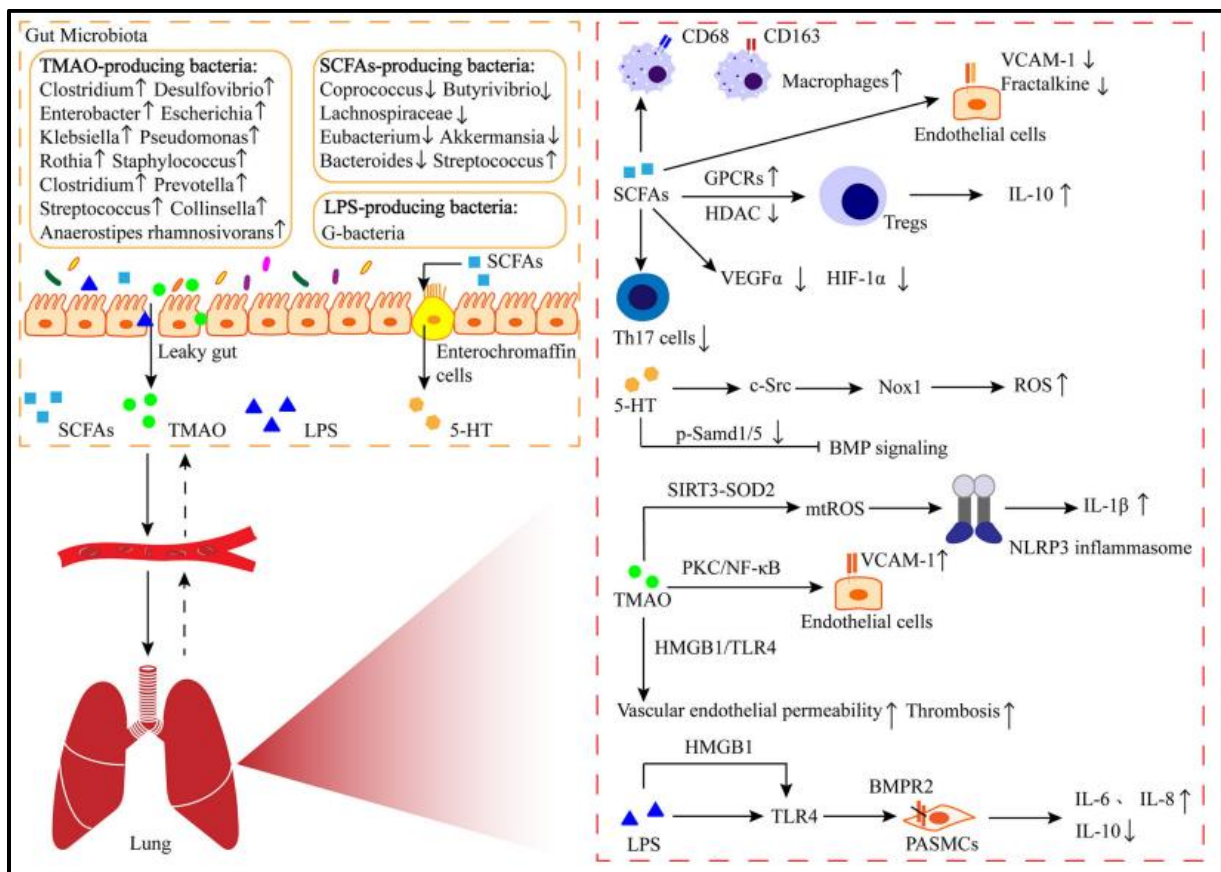 Gut Microbiota
TMAO-producing bacteria:
Clostridium↑ Desulfovibrio↑
Enterobacter↑ Escherichia↑
Klebsiella↑ Pseudomonas↑
Rothia↑ Staphylococcus↑
Clostridium↑ Prevotella↑
Streptococcus↑ Collinsella↑
Anaerostipes rhamnosivorans↑
SCFAs-producing bacteria:
Coprococcus↓ Butyrivibrio↓
Lachnospiraceae ↓
Eubacterium↓ Akkermansia↓
Bacteroides↓ Streptococcus↑
LPS-producing bacteria:
G-bacteria
SCFAs
Leaky gut
Enterochromaffin
cells
SCFAs
TMAO
LPS
5-HT
Lung
CD68
CD163
Macrophages↑
VCAM-1↓
Fractalkine ↓
Endothelial cells
SCFAs
GPCRs↑
HDAC↓
Tregs
IL-10↑
VEGFα ↓ HIF-1α ↓
Th17 cells↓
5-HT
c-Src
Nox1
ROS↑
p-Samd1/5 ↓
BMP signaling
SIRT3-SOD2
mtROS
NLRP3 inflammasome
IL-1β ↑
TMAO
PKC/NF-κB
VCAM-1↑
Endothelial cells
HMGB1/TLR4
Vascular endothelial permeability↑ Thrombosis↑
HMGB1
LPS
TLR4
BMPR2
PASMCs
IL-6 、 IL-8↑
IL-10↓